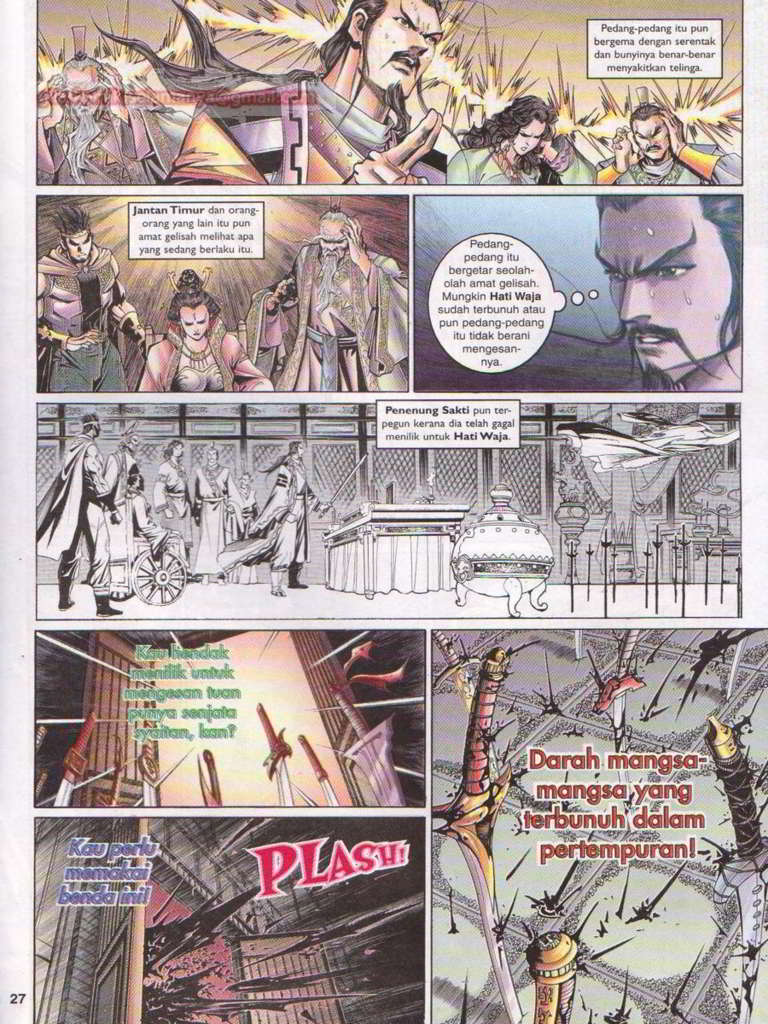 Pedang-pedang itu pun
bergema dengan serentak
dan bunyinya benar-benar
menyakitkan telinga.
Jantan Timur dan orang-
orang yang lain itu pun
amat gelisah melihat apa
yang sedang berlaku itu.
Pedang-
pedang itu
bergetar seolah-
olah amat gelisah.
Mungkin Hati Waja
sudah terbunuh atau
pun pedang-pedang
itu tidak berani
mengesan-
nya.
Penenung Sakti pun ter-
pegun kerana dia telah gagal
menilik untuk Hati Waja.
Kau hendak
menilik untuk
mengesan tuan
punya senjata
syaitan, kan?
Darah mangsa-
mangsa yang
terbunuh dalam
pertempuran!
Kau perlu
memakai
benda ini!
PLASH!
27